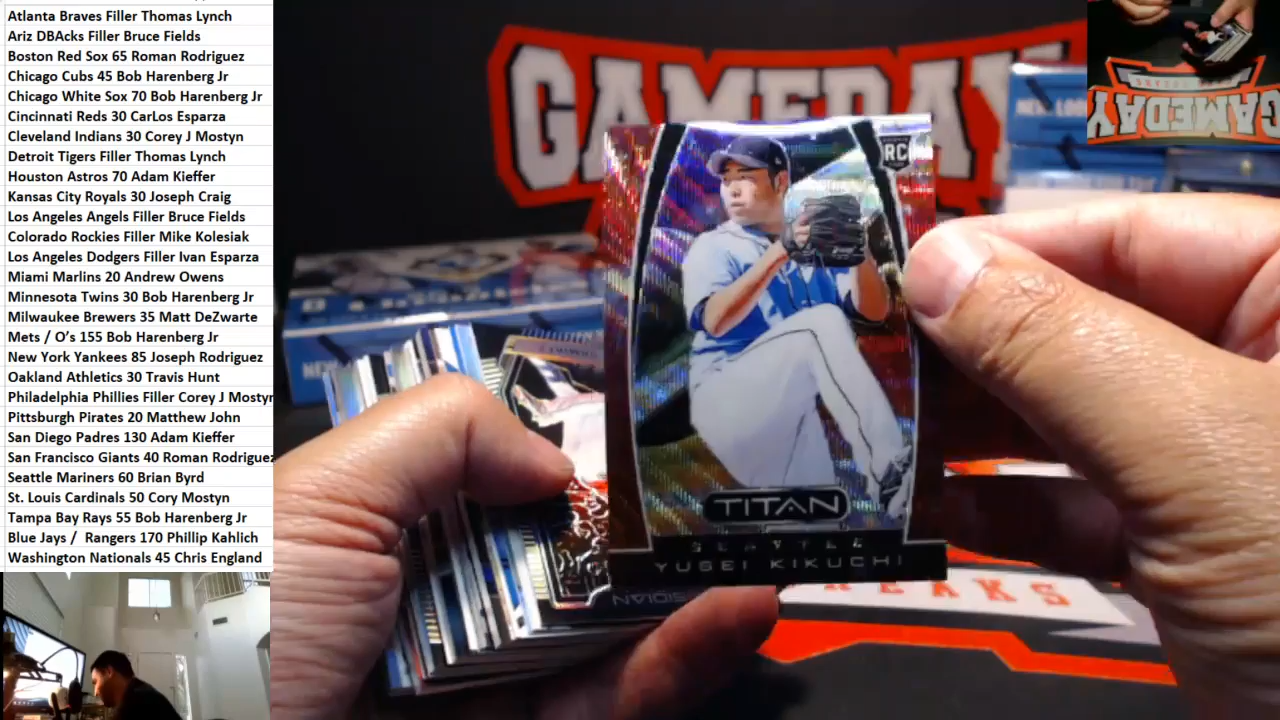 Atlanta Braves Filler Thomas Lynch
Ariz DBAcks Filler Bruce Fields
Boston Red Sox 65 Roman Rodriguez
Chicago Cubs 45 Bob Harenberg Jr
Chicago White Sox 70 Bob Harenberg Jr
Cincinnati Reds 30 CarLos Esparza
Cleveland Indians 30 Corey J Mostyn
Detroit Tigers Filler Thomas Lynch
Houston Astros 70 Adam Kieffer
Kansas City Royals 30 Joseph Craig
Los Angeles Angels Filler Bruce Fields
Colorado Rockies Filler Mike Kolesiak
Los Angeles Dodgers Filler Ivan Esparza
Miami Marlins 20 Andrew Owens
Minnesota Twins 30 Bob Harenberg Jr
Milwaukee Brewers 35 Matt DeZwarte
Mets / O's 155 Bob Harenberg Jr
New York Yankees 85 Joseph Rodriguez
Oakland Athletics 30 Travis Hunt
Philadelphia Phillies Filler Corey J Mostyn
Pittsburgh Pirates 20 Matthew John
San Diego Padres 130 Adam Kieffer
San Francisco Giants 40 Roman Rodriguez
Seattle Mariners 60 Brian Byrd
St. Louis Cardinals 50 Cory Mostyn
Tampa Bay Rays 55 Bob Harenberg Jr
Blue Jays /  Rangers 170 Phillip Kahlich
Washington Nationals 45 Chris England
GAMEDAY
RC
TITAN
SEATTLE
YUSEI KIKUCHI
GAMEDAY